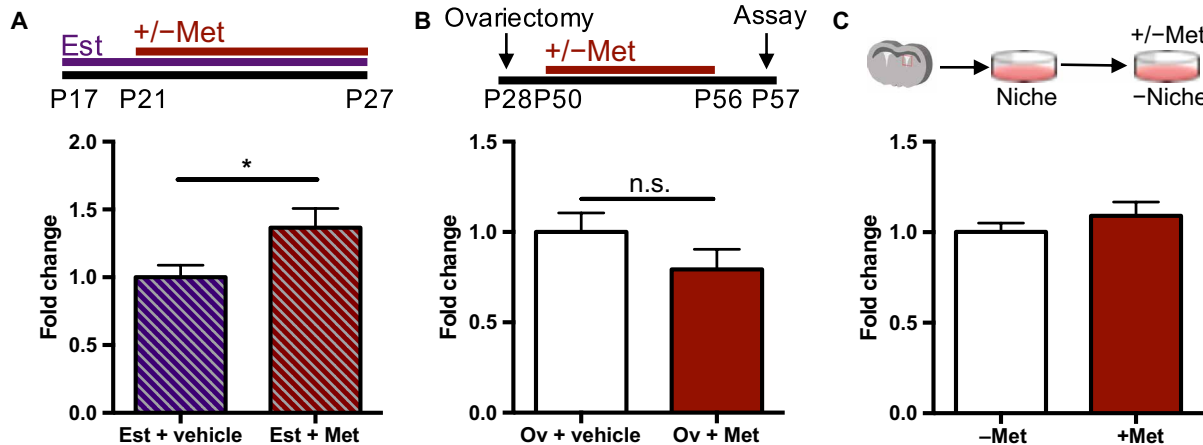 A
+/−Met
Est
P17 P21 P27
2.0
1.5
1.0
0.5
0.0
Fold change
*
Est + vehicle Est + Met
B
Ovariectomy Assay
+/−Met
P28 P50 P56 P57
1.5
1.0
0.5
0.0
Fold change
n.s.
Ov + vehicle Ov + Met
C
+/−Met
Niche −Niche
1.5
1.0
0.5
0.0
Fold change
−Met +Met